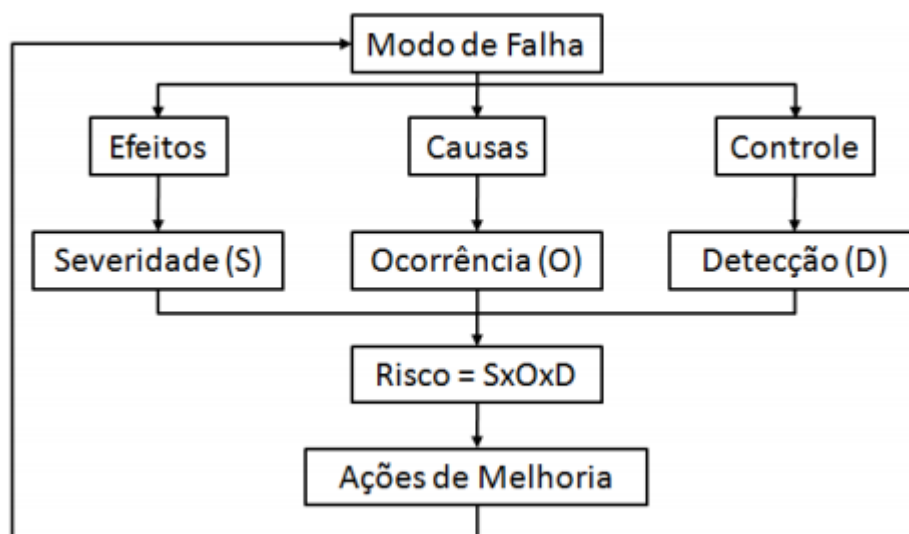 Modo de Falha
Efeitos
Causas
Controle
Severidade (S)
Ocorrência (O)
Detecção (D)
Risco = SxOxD
Ações de Melhoria